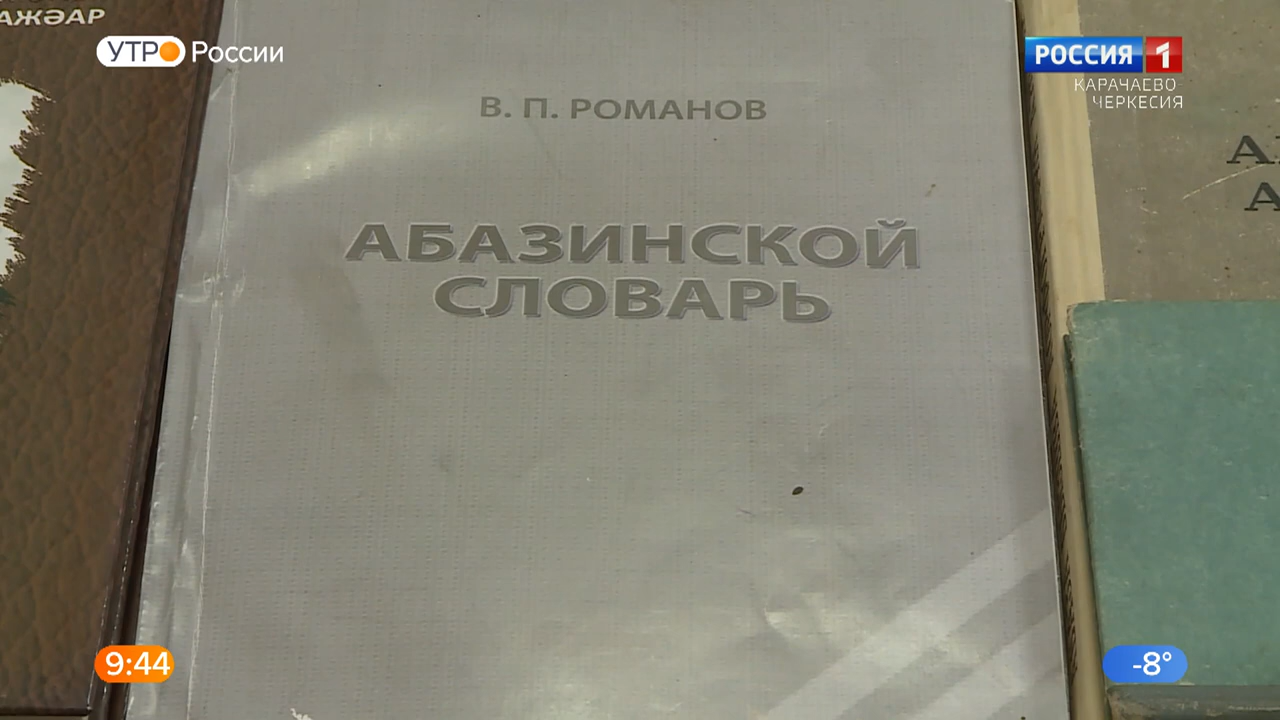 АЖӘАР
УТРО России
РОССИЯ 1
КАРАЧАЕВО-
ЧЕРКЕСИЯ
В. П. РОМАНОВ
АБАЗИНСКОЙ
СЛОВАРЬ
9:44
-8°